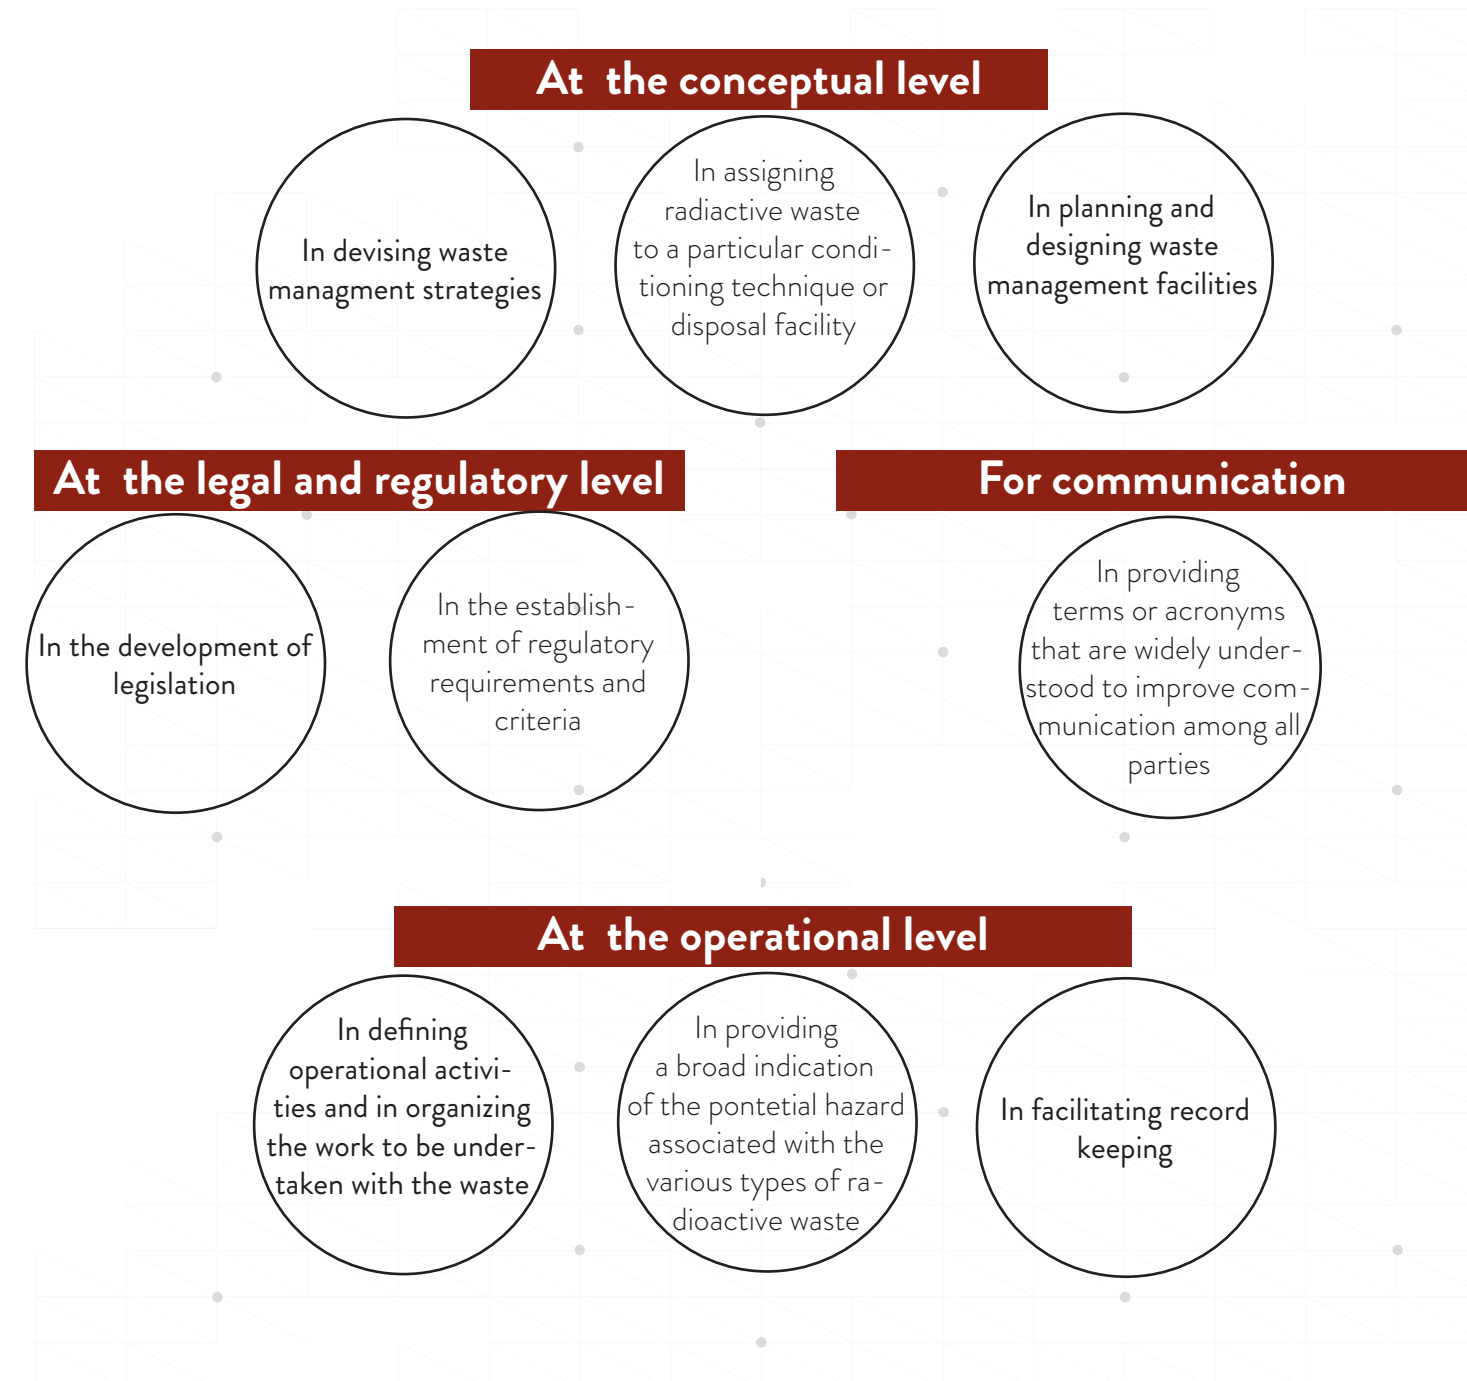 At the conceptual level
In devising waste
managment strategies
In assigning
radiactive waste
to a particular condi-
tioning technique or
disposal facility
In planning and
designing waste
management facilities
At the legal and regulatory level
In the development of
legislation
In the establish-
ment of regulatory
requirements and
criteria
For communication
In providing
terms or acronyms
that are widely under-
stood to improve com-
munication among all
parties
At the operational level
In defining
operational activi-
ties and in organizing
the work to be under-
taken with the waste
In providing
a broad indication
of the pontetial hazard
associated with the
various types of ra-
dioactive waste
In facilitating record
keeping